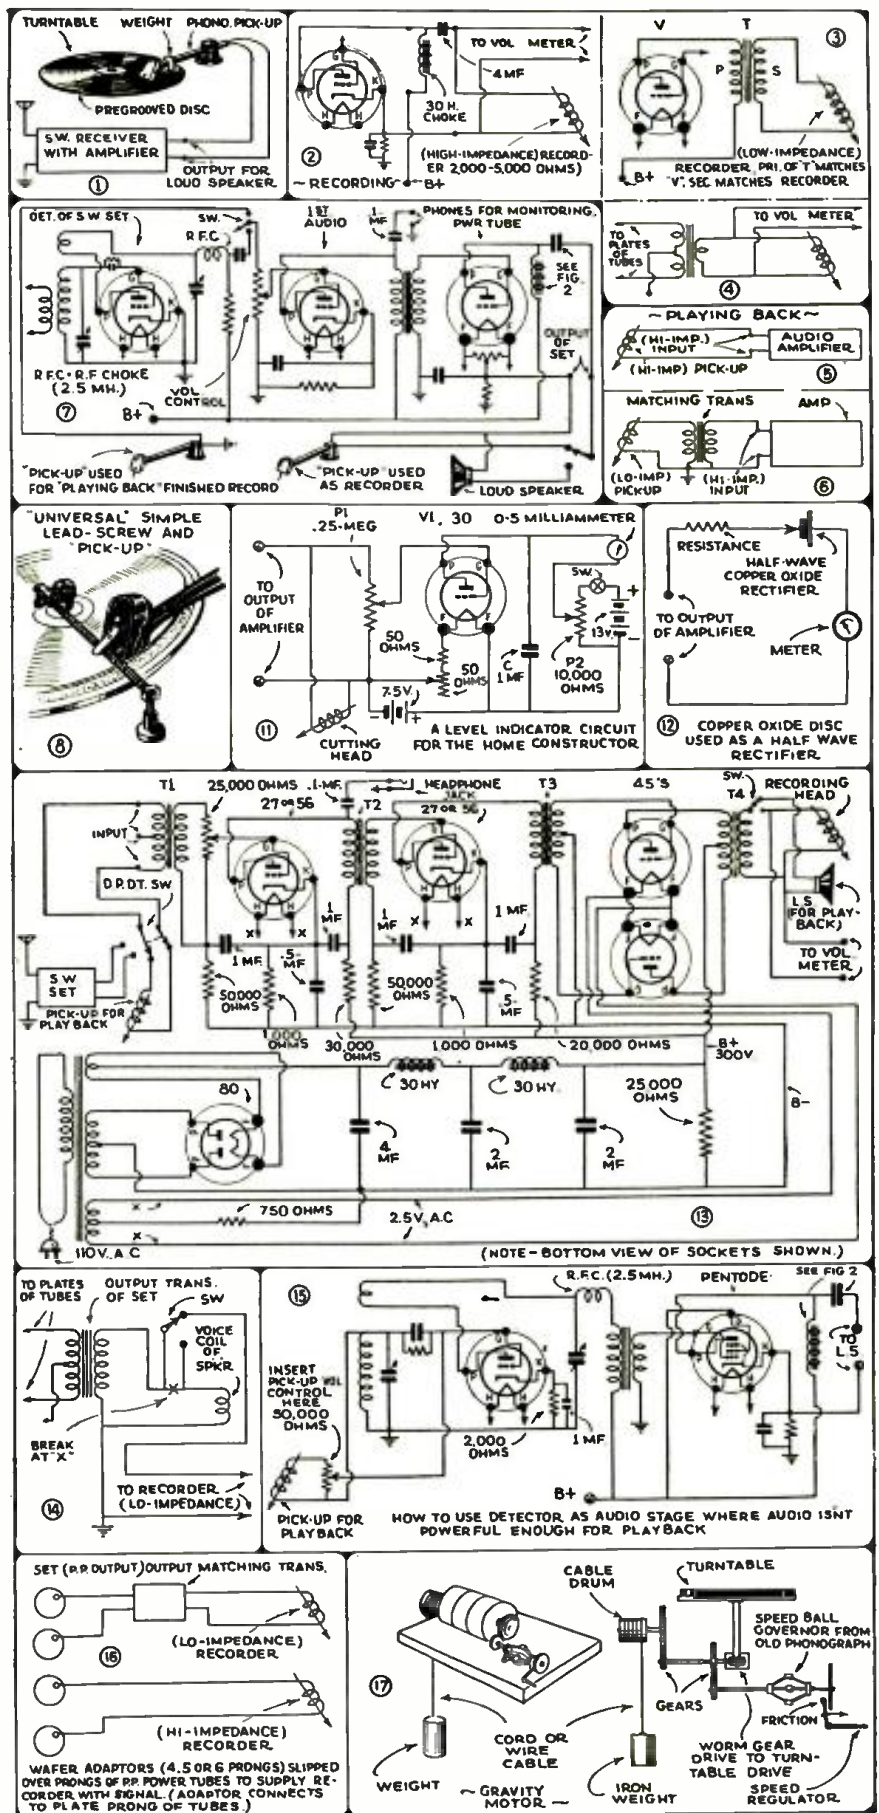 TURNTABLE
WEIGHT
PHONO. PICK-UP
PREGROOVED DISC
S.W. RECEIVER
WITH AMPLIFIER
OUTPUT FOR
LOUD SPEAKER
1
P
G
K
H H
TO VOL METER
4 MF
30 H.
CHOKE
(HIGH-IMPEDANCE) RECORD-
ER 2,000-5,000 OHMS)
2
~RECORDING~
B+
V
T
3
P
S
F F
(LOW-IMPEDANCE)
RECORDER, PRI. OF "T" MATCHES
"V", SEC. MATCHES RECORDER
B+
TO VOL METER
TO
PLATES
OF
TUBES
4
~PLAYING BACK~
(HI-IMP.)
INPUT
AUDIO
AMPLIFIER
(HI-IMP) PICK-UP
5
MATCHING TRANS
AMP
(LO-IMP)
PICKUP
(HI-IMP.)
INPUT
6
DET. OF S W SET
SW.
R F.C
1ST
AUDIO
.1-
MF
PHONES FOR MONITORING.
PWR TUBE
SEE
FIG.
2
OUTPUT
OF
SET
R F.C = R.F CHOKE
(2.5 MH.)
VOL
CONTROL
7
B+
"PICK-UP" USED
FOR "PLAYING BACK" FINISHED RECORD
"PICK-UP" USED
AS RECORDER
LOUD SPEAKER
"UNIVERSAL" SIMPLE
LEAD-SCREW AND
"PICK-UP"
8
P1
.25-MEG
V1, 30
0-5 MILLIAMMETER
P
G
F F
TO
OUTPUT
OF
AMPLIFIER
50
OHMS
50
OHMS
C
1 MF
SW.
+
13V.
-
P2
10,000
OHMS
7.5V.
- +
11
CUTTING
HEAD
A LEVEL INDICATOR CIRCUIT
FOR THE HOME CONSTRUCTOR
RESISTANCE
HALF-WAVE
COPPER OXIDE
RECTIFIER
TO OUTPUT
OF AMPLIFIER
METER
12
COPPER OXIDE DISC
USED AS A HALF WAVE
RECTIFIER
T1
25,000 OHMS
27 OR 56
.1-MF.
T2
HEADPHONE
JACK
27 OR 56
T3
45'S
SW.
T4
RECORDING
HEAD
INPUT
D.P.D.T. SW
S W
SET
PICK-UP FOR
PLAY BACK
X X
1 MF
.5-
MF
1
MF
1
MF
X X
1 MF
.5-
MF
L.S.
(FOR PLAY-
BACK)
TO VOL
METER
50,000
OHMS
1,000
OHMS
30,000
OHMS
50,000
OHMS
1,000 OHMS
20,000 OHMS
B+
300V
80
30 HY
30 HY
25,000
OHMS
B-
4
MF
2
MF
2
MF
X
750 OHMS
2.5V. A.C
X
13
110V. A.C
(NOTE-BOTTOM VIEW OF SOCKETS SHOWN.)
TO PLATES
OF TUBES
OUTPUT TRANS.
OF SET
SW
VOICE
COIL
OF
SPKR
X
BREAK
AT "X"
TO RECORDER
(LO-IMPEDANCE)
14
15
R.F.C. (2.5 MH.)
PENTODE
SEE FIG 2
TO
L.S
INSERT
PICK-UP VOL
CONTROL
HERE
50,000
OHMS
2,000
OHMS
.1 MF
PICK-UP FOR
PLAYBACK
B+
HOW TO USE DETECTOR AS AUDIO STAGE WHERE AUDIO ISNT
POWERFUL ENOUGH FOR PLAYBACK
SET (P.P. OUTPUT) OUTPUT MATCHING TRANS.
(LO-IMPEDANCE)
RECORDER
16
(HI-IMPEDANCE)
RECORDER
WAFER ADAPTORS (4.5 OR 6 PRONGS) SLIPPED
OVER PRONGS OF P.P. POWER TUBES TO SUPPLY RE-
CORDER WITH SIGNAL. (ADAPTOR CONNECTS
TO PLATE PRONG OF TUBES.)
CABLE
DRUM
TURNTABLE
SPEED BALL
GOVERNOR FROM
OLD PHONOGRAPH
17
GEARS
FRICTION
CORD OR
WIRE
CABLE
WORM GEAR
DRIVE TO TURN-
TABLE DRIVE
WEIGHT
IRON
WEIGHT
SPEED
REGULATOR
~ GRAVITY
MOTOR ~